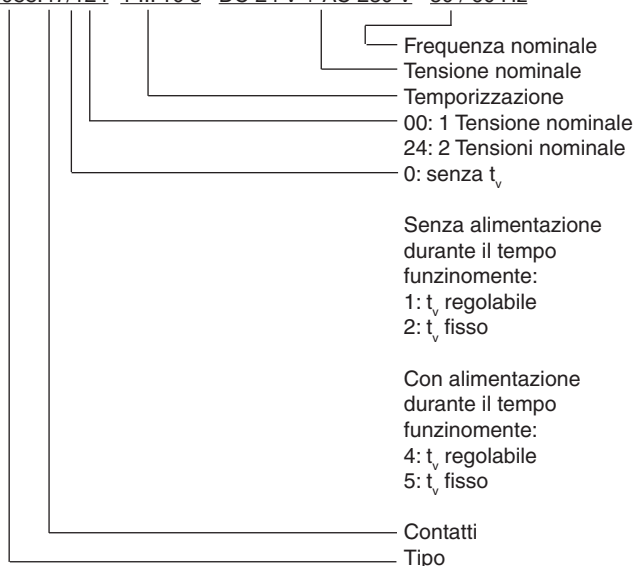 Frequenza nominale
Tensione nominale
Temporizzazione
00: 1 Tensione nominale
24: 2 Tensioni nominale
0: senza tv
Senza alimentazione
durante il tempo
funzinomente:
1: tv regolabile
2: tv fisso
Con alimentazione
durante il tempo
funzinomente:
4: tv regolabile
5: tv fisso
Contatti
Tipo